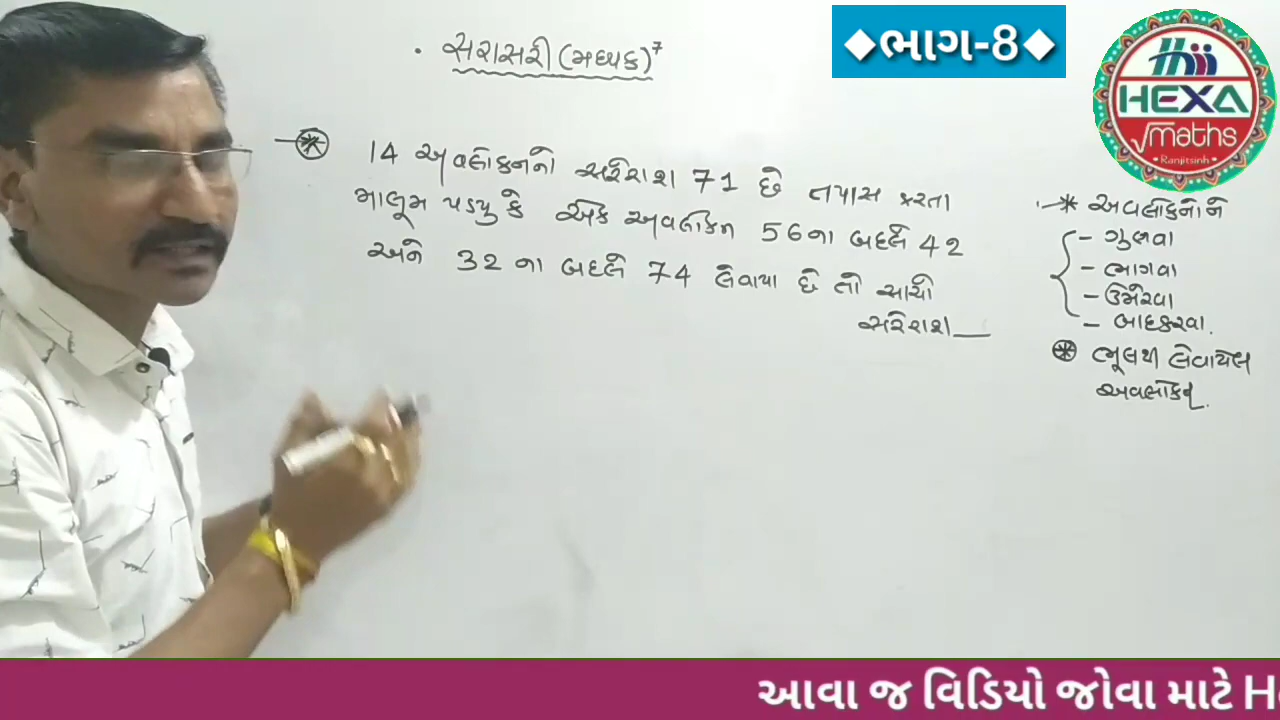 • સરાસરી (મધ્યક) 7
◆ભાગ-8◆
HEXA
√maths
• Ranjitsinh •
14 અવલોકનનો સરેરાશ 71 છે તપાસ કરતા
માલૂમ પડયુ કે એક અવલોકન 56ના બદલે 42
અને 32 ના બદલે 74 લેવાયા છે તો સાચો
સરેરાશ __
* અવલોકનોને
- ગુણવા
- ભાગવા
- ઉમેરવા
- બાદકરવા.
ભૂલથી લેવાયેલ
અવલોકન.
આવા જ વિડિયો જોવા માટે H